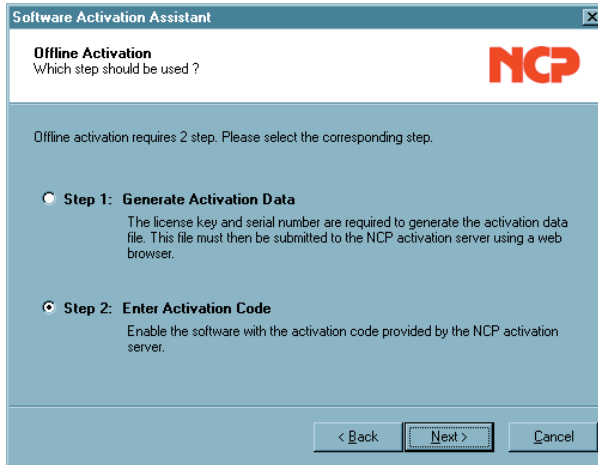 Software Activation Assistant
Offline Activation
Which step should be used ?
NCP
Offline activation requires 2 step. Please select the corresponding step.
Step 1: Generate Activation Data
The license key and serial number are required to generate the activation data
file. This file must then be submitted to the NCP activation server using a web
browser.
Step 2: Enter Activation Code
Enable the software with the activation code provided by the NCP activation
server.
< Back
Next >
Cancel